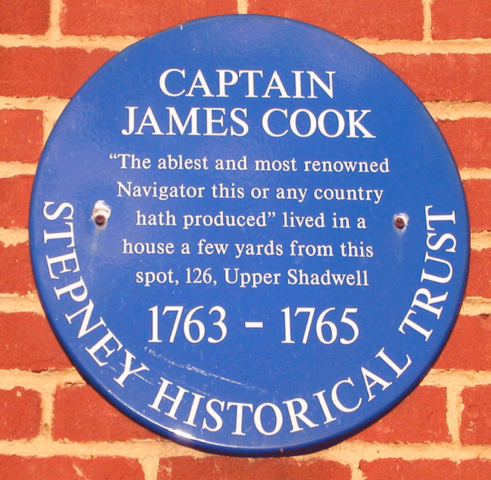 CAPTAIN
JAMES COOK
“The ablest and most renowned
Navigator this or any country
hath produced” lived in a
house a few yards from this
spot, 126, Upper Shadwell
1763 - 1765
STEPNEY HISTORICAL TRUST